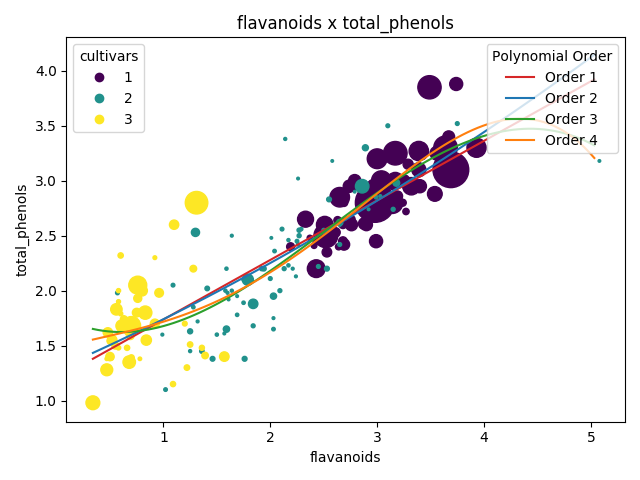 flavanoids x total_phenols
cultivars
1
2
3
Polynomial Order
Order 1
Order 2
Order 3
Order 4
total_phenols
4.0
3.5
3.0
2.5
2.0
1.5
1.0
1 2 3 4 5
flavanoids